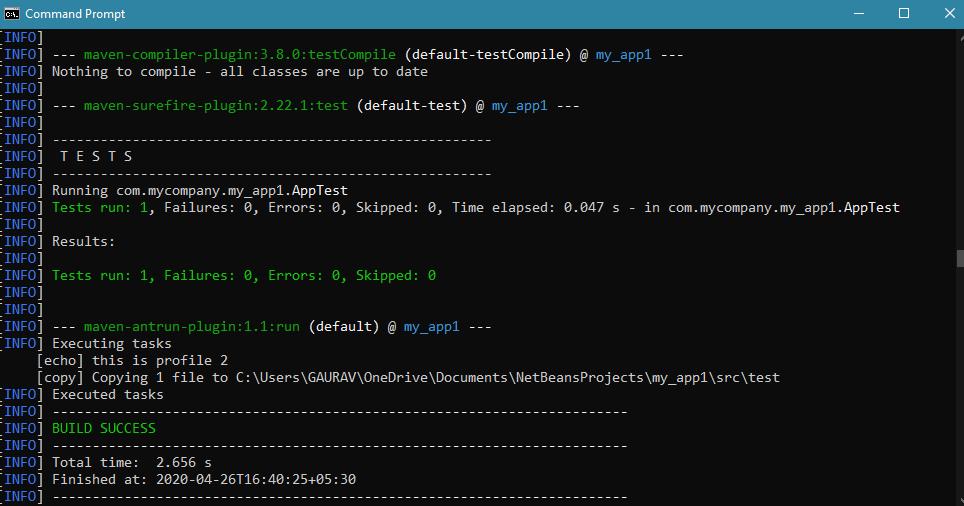 Command Prompt
[INFO]
[INFO] --- maven-compiler-plugin:3.8.0:testCompile (default-testCompile) @ my_app1 ---
[INFO] Nothing to compile - all classes are up to date
[INFO]
[INFO] --- maven-surefire-plugin:2.22.1:test (default-test) @ my_app1 ---
[INFO]
[INFO] -------------------------------------------------------
[INFO]  T E S T S
[INFO] -------------------------------------------------------
[INFO] Running com.mycompany.my_app1.AppTest
[INFO] Tests run: 1, Failures: 0, Errors: 0, Skipped: 0, Time elapsed: 0.047 s - in com.mycompany.my_app1.AppTest
[INFO]
[INFO] Results:
[INFO]
[INFO] Tests run: 1, Failures: 0, Errors: 0, Skipped: 0
[INFO]
[INFO]
[INFO] --- maven-antrun-plugin:1.1:run (default) @ my_app1 ---
[INFO] Executing tasks
     [echo] this is profile 2
     [copy] Copying 1 file to C:\Users\GAURAV\OneDrive\Documents\NetBeansProjects\my_app1\src\test
[INFO] Executed tasks
[INFO] ------------------------------------------------------------------------
[INFO] BUILD SUCCESS
[INFO] ------------------------------------------------------------------------
[INFO] Total time:  2.656 s
[INFO] Finished at: 2020-04-26T16:40:25+05:30
[INFO] ------------------------------------------------------------------------